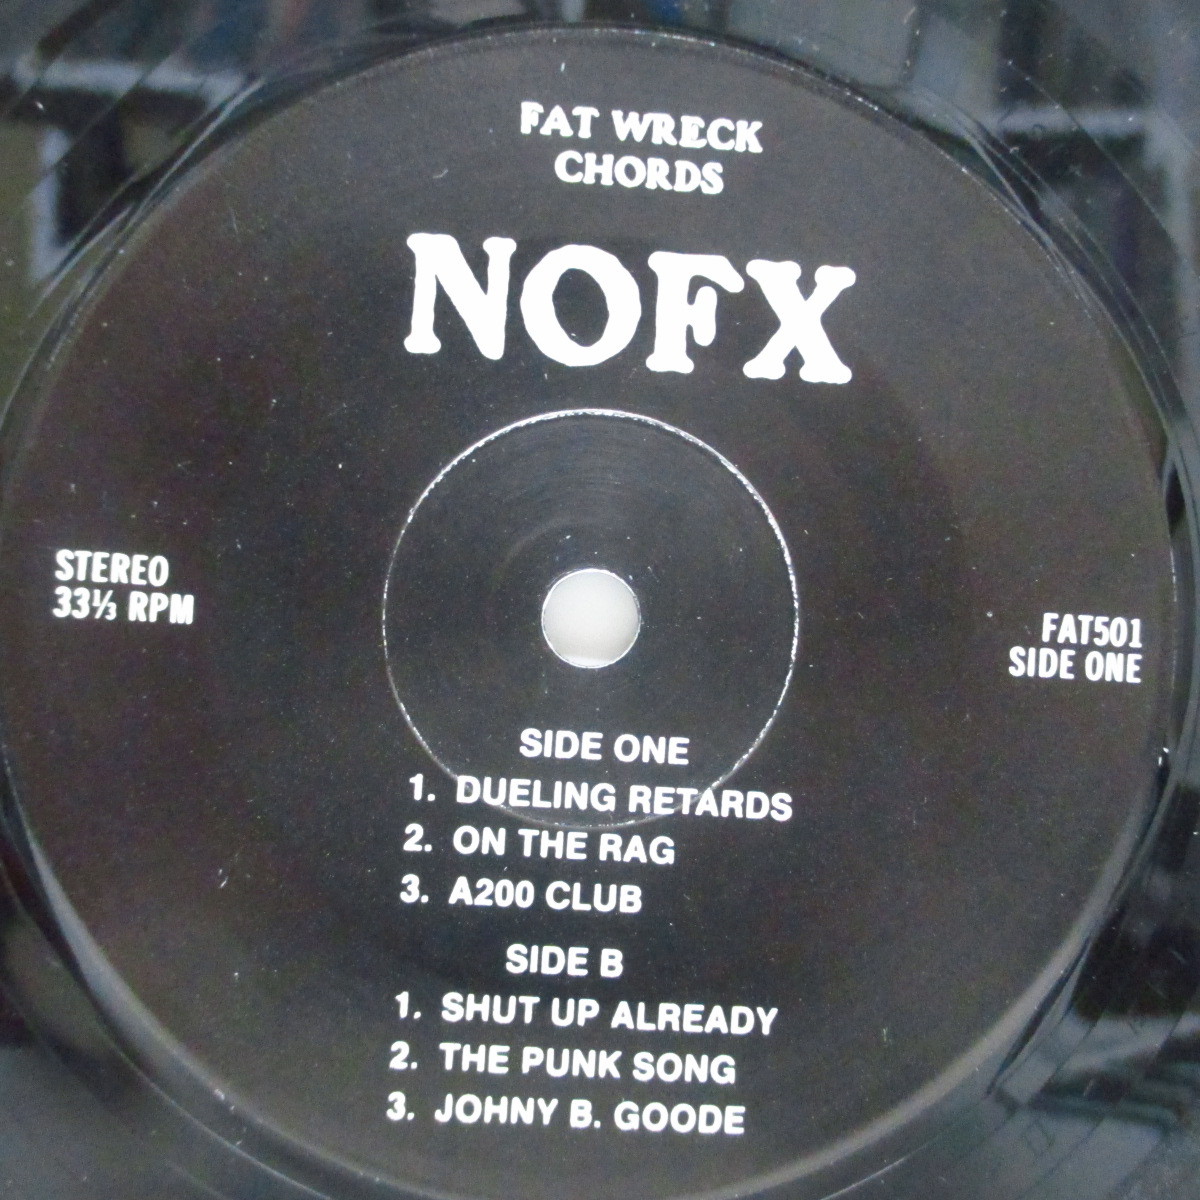 FAT WRECK
CHORDS
NOFX
STEREO
33⅓ RPM
FAT501
SIDE ONE
SIDE ONE
1. DUELING RETARDS
2. ON THE RAG
3. A200 CLUB
SIDE B
1. SHUT UP ALREADY
2. THE PUNK SONG
3. JOHNY B. GOODE